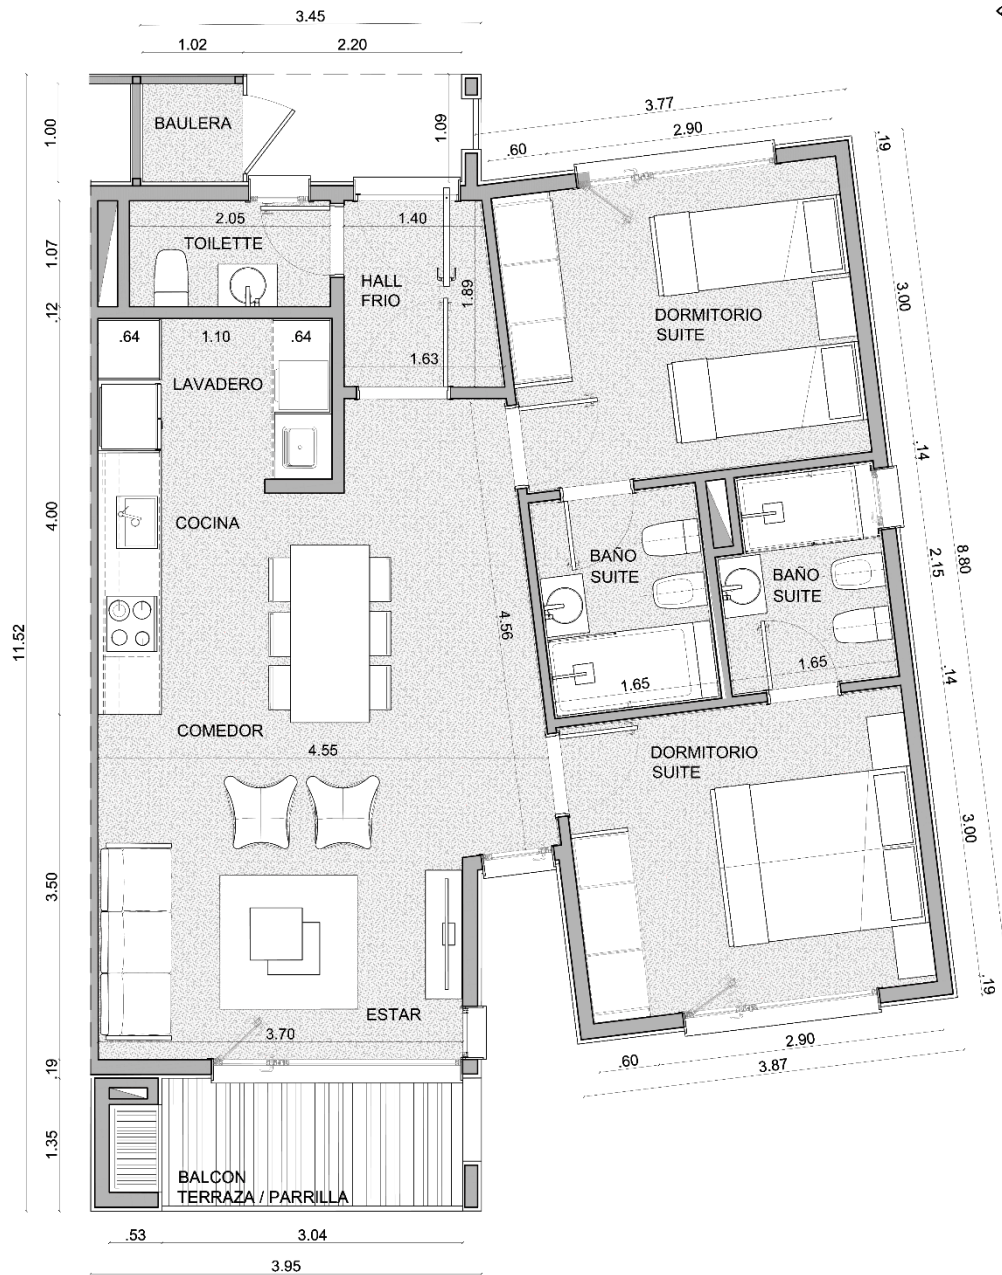 3.45
1.02
2.20
BAULERA
1.00
1.09
3.77
2.90
.60
.19
2.05
1.40
TOILETTE
1.07
HALL
FRIO
1.89
.12
DORMITORIO
SUITE
3.00
.64
1.10
.64
1.63
LAVADERO
.14
4.00
COCINA
8.80
2.15
BAÑO
SUITE
BAÑO
SUITE
4.56
11.52
1.65
1.65
.14
COMEDOR
4.55
DORMITORIO
SUITE
3.00
3.50
.19
ESTAR
3.70
2.90
.60
3.87
.19
1.35
BALCON
TERRAZA / PARRILLA
.53
3.04
3.95